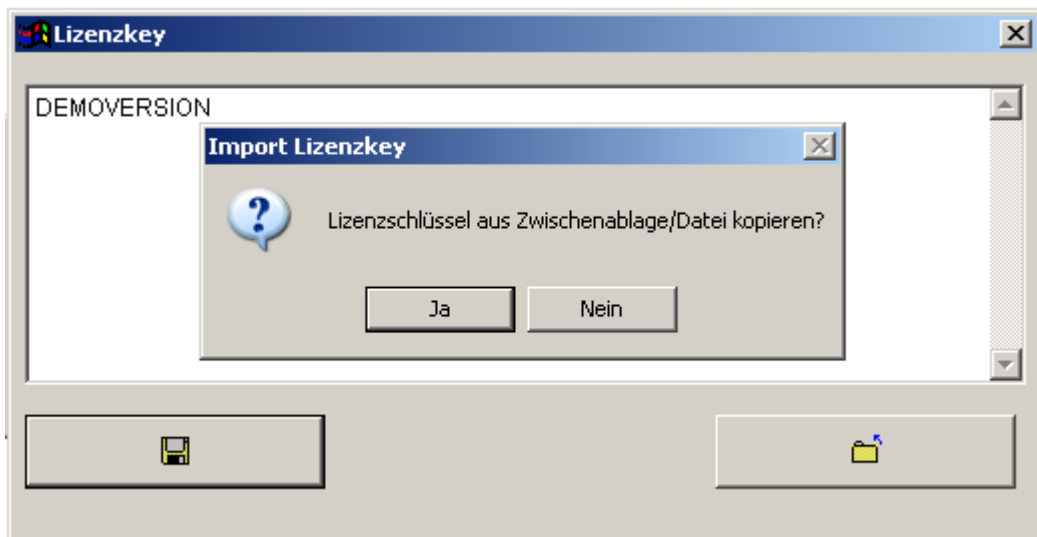 Lizenzkey
DEMOVERSION
Import Lizenzkey
Lizenzschlüssel aus Zwischenablage/Datei kopieren?
Ja
Nein